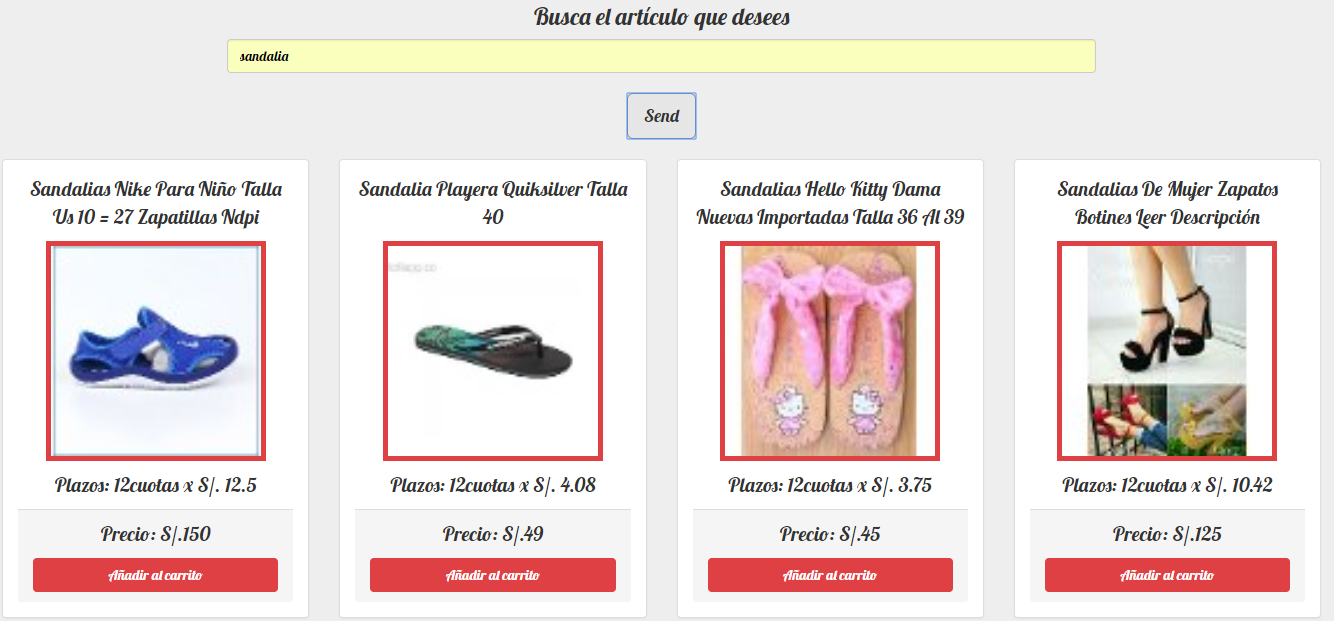 Busca el artículo que desees
sandalia
Send
Sandalias Nike Para Niño Talla
Us 10 = 27 Zapatillas Ndpi
Plazos: 12cuotas x S/. 12.5
Precio: S/.150
Añadir al carrito
Sandalia Playera Quiksilver Talla
40
Plazos: 12cuotas x S/. 4.08
Precio: S/.49
Añadir al carrito
Sandalias Hello Kitty Dama
Nuevas Importadas Talla 36 Al 39
Plazos: 12cuotas x S/. 3.75
Precio: S/.45
Añadir al carrito
Sandalias De Mujer Zapatos
Botines Leer Descripción
Plazos: 12cuotas x S/. 10.42
Precio: S/.125
Añadir al carrito